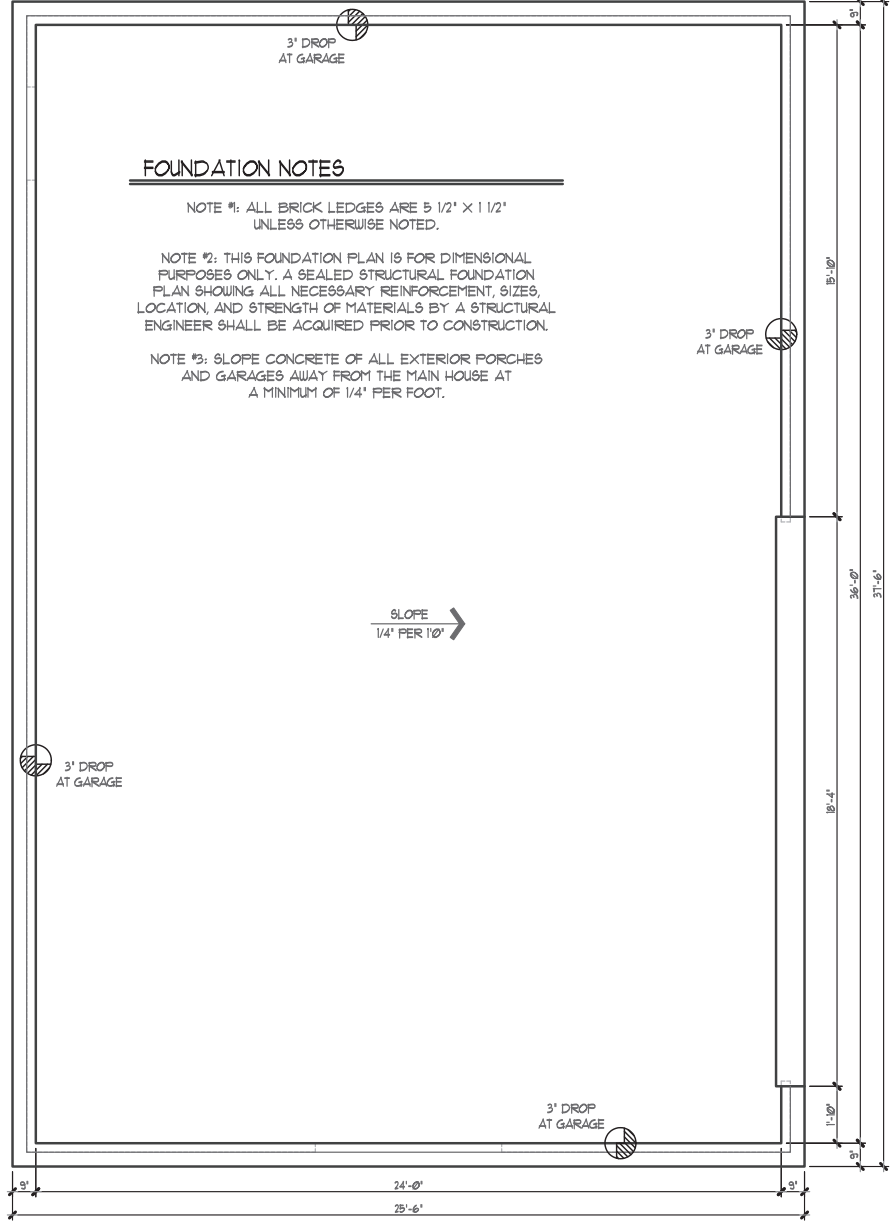 9"
3" DROP
AT GARAGE
FOUNDATION NOTES
NOTE #1: ALL BRICK LEDGES ARE 5 1/2" X 1 1/2"
UNLESS OTHERWISE NOTED.
NOTE #2: THIS FOUNDATION PLAN IS FOR DIMENSIONAL
PURPOSES ONLY. A SEALED STRUCTURAL FOUNDATION
PLAN SHOWING ALL NECESSARY REINFORCEMENT, SIZES,
LOCATION, AND STRENGTH OF MATERIALS BY A STRUCTURAL
ENGINEER SHALL BE ACQUIRED PRIOR TO CONSTRUCTION.
15'-10"
3" DROP
AT GARAGE
NOTE #3: SLOPE CONCRETE OF ALL EXTERIOR PORCHES
AND GARAGES AWAY FROM THE MAIN HOUSE AT
A MINIMUM OF 1/4" PER FOOT.
36'-0"
37'-6"
SLOPE
1/4" PER 1'0"
3" DROP
AT GARAGE
18'-4"
3" DROP
AT GARAGE
1'-10"
9"
9"
24'-0"
9"
25'-6"